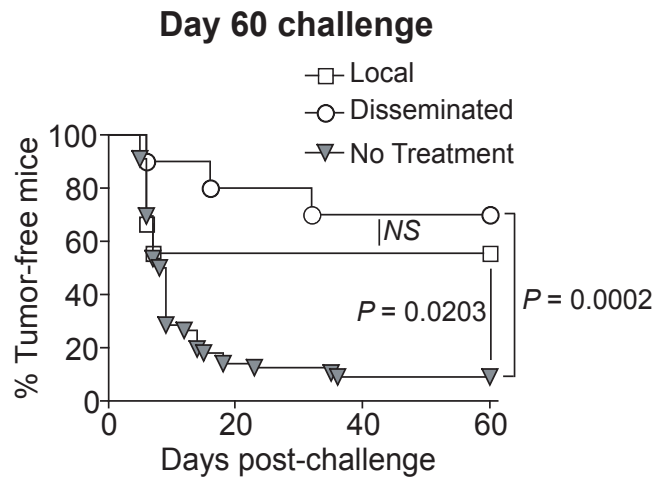 Day 60 challenge
Local
Disseminated
No Treatment
% Tumor-free mice
100
80
60
40
20
0
|NS
P = 0.0203
P = 0.0002
0 20 40 60
Days post-challenge